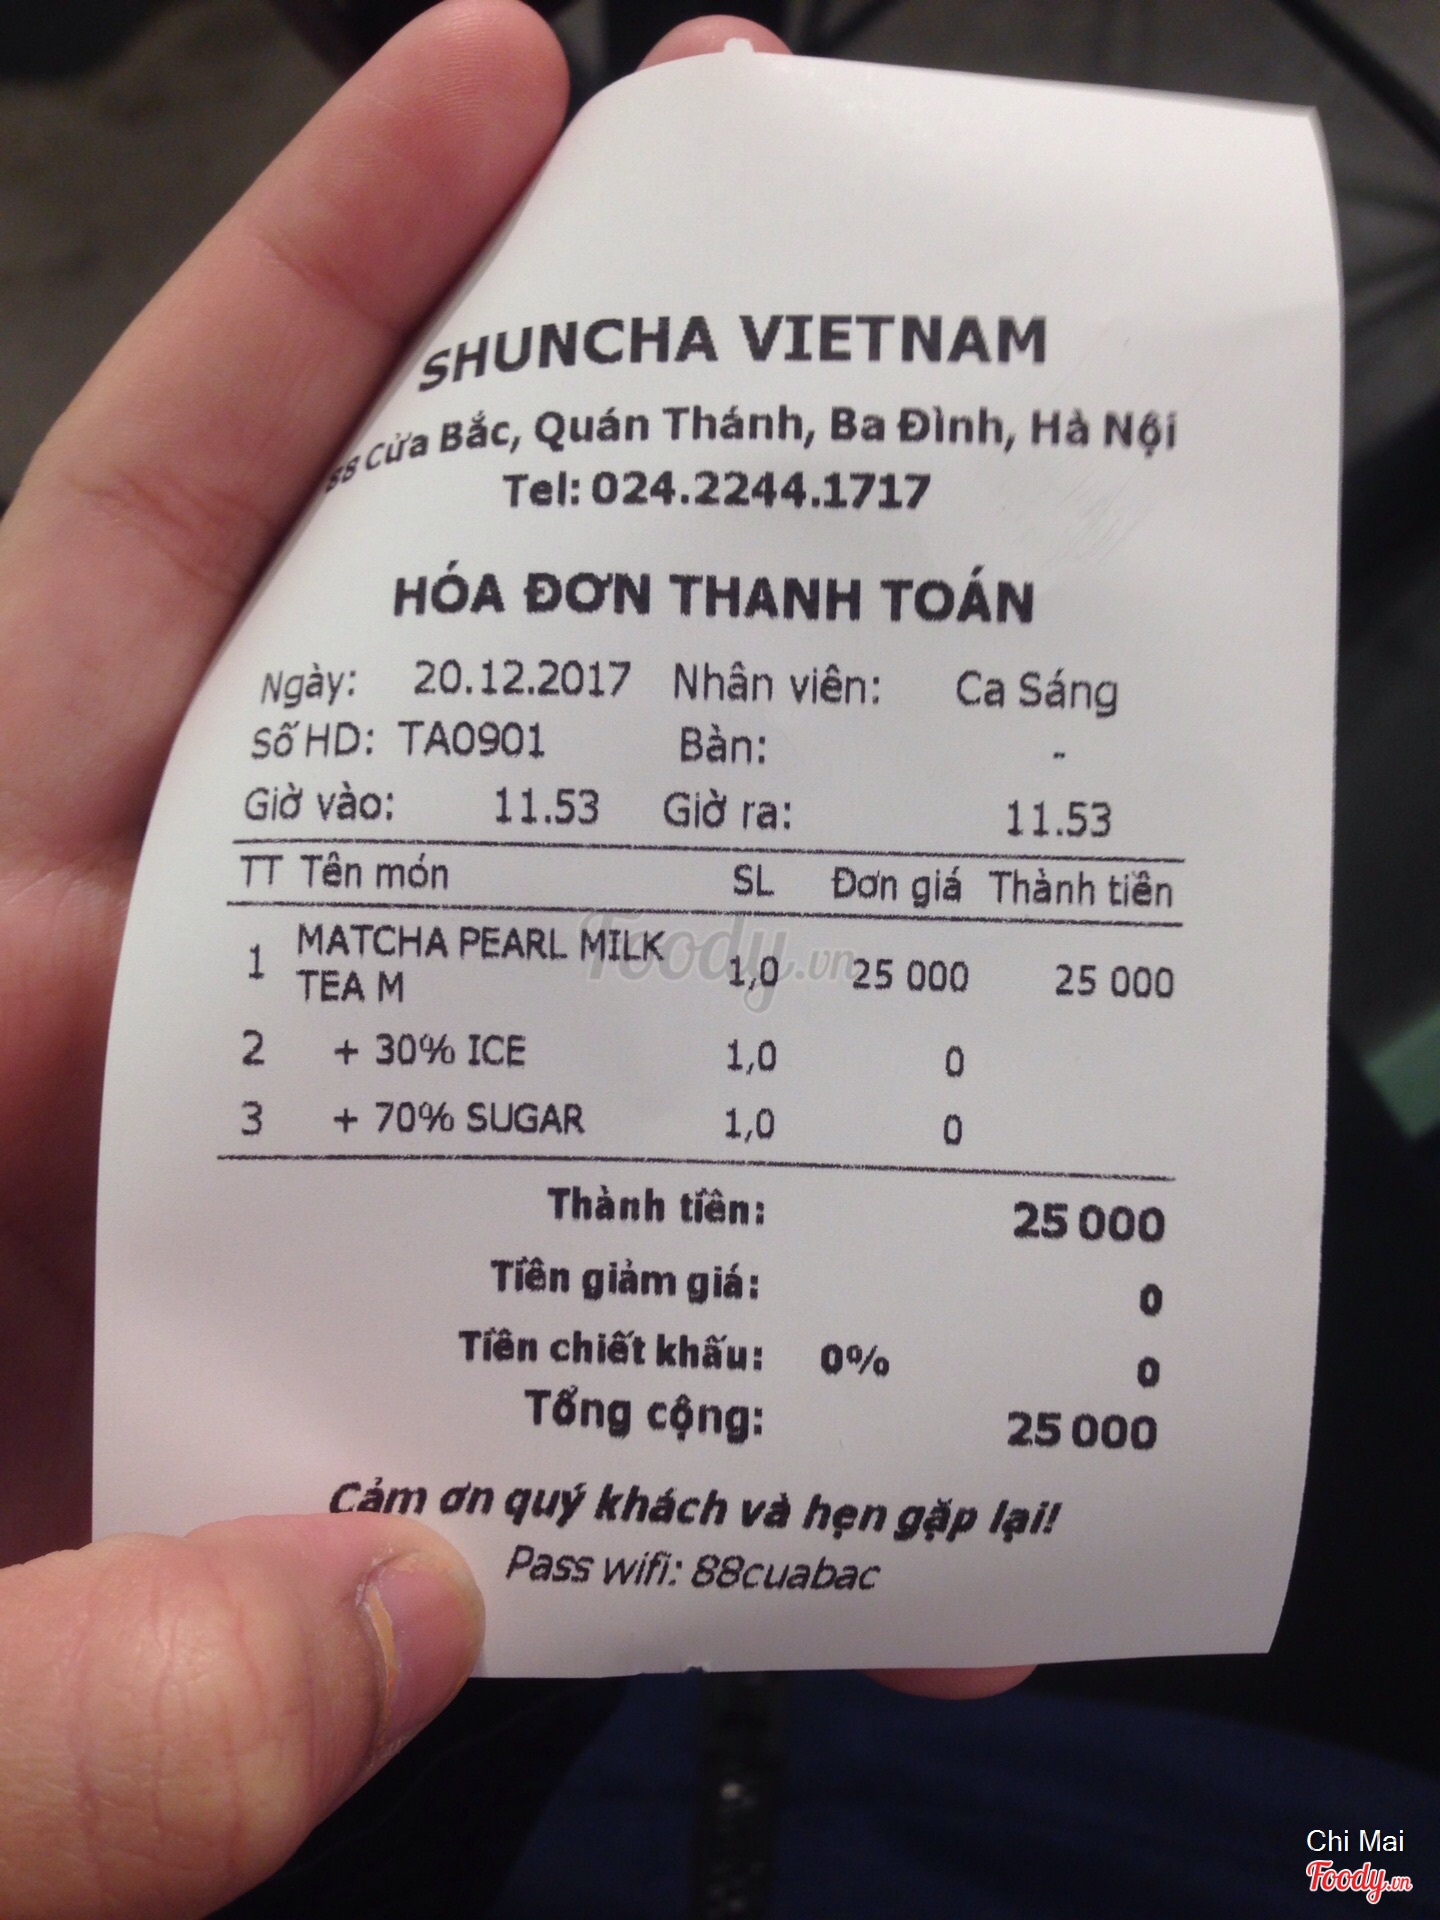 SHUNCHA VIETNAM
88 Cửa Bắc, Quán Thánh, Ba Đình, Hà Nội
Tel: 024.2244.1717
HÓA ĐƠN THANH TOÁN
Ngày: 20.12.2017 Nhân viên: Ca Sáng
Số HD: TA0901 Bàn: -
Giờ vào: 11.53 Giờ ra: 11.53
TT Tên món SL Đơn giá Thành tiền
1 MATCHA PEARL MILK TEA M 1,0 25 000 25 000
2 + 30% ICE 1,0 0
3 + 70% SUGAR 1,0 0
Thành tiền: 25 000
Tiền giảm giá: 0
Tiền chiết khấu: 0% 0
Tổng cộng: 25 000
Cảm ơn quý khách và hẹn gặp lại!
Pass wifi: 88cuabac
Foody.vn
Chi Mai
Foody.vn